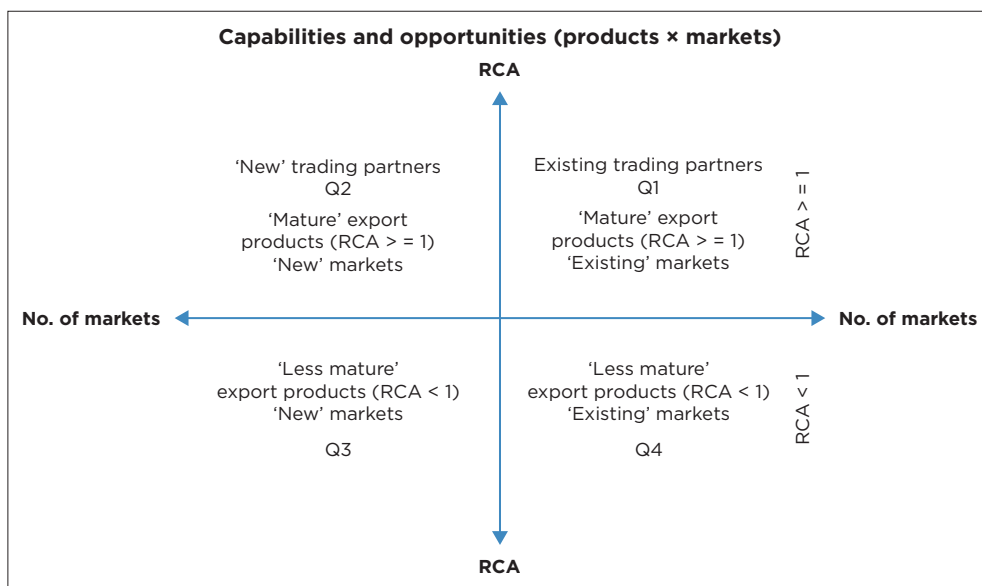 Capabilities and opportunities (products × markets)
RCA
‘New’ trading partners
Q2
‘Mature’ export
products (RCA > = 1)
‘New’ markets
Existing trading partners
Q1
‘Mature’ export
products (RCA > = 1)
‘Existing’ markets
RCA > = 1
No. of markets
No. of markets
‘Less mature’
export products (RCA < 1)
‘New’ markets
Q3
‘Less mature’
export products (RCA < 1)
‘Existing’ markets
Q4
RCA < 1
RCA